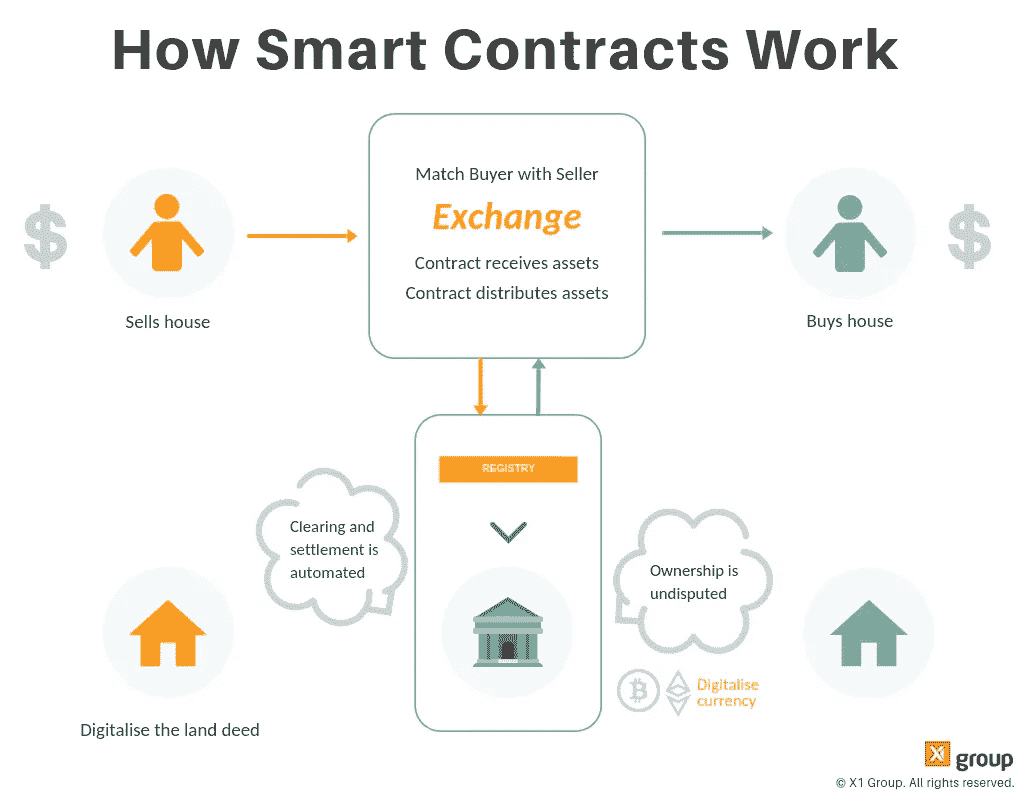 How Smart Contracts Work
Match Buyer with Seller
Exchange
Contract receives assets
Contract distributes assets
$
Sells house
$
Buys house
REGISTRY
Clearing and
settlement is
automated
Ownership is
undisputed
Digitalise
currency
Digitalise the land deed
X1 group
© X1 Group. All rights reserved.